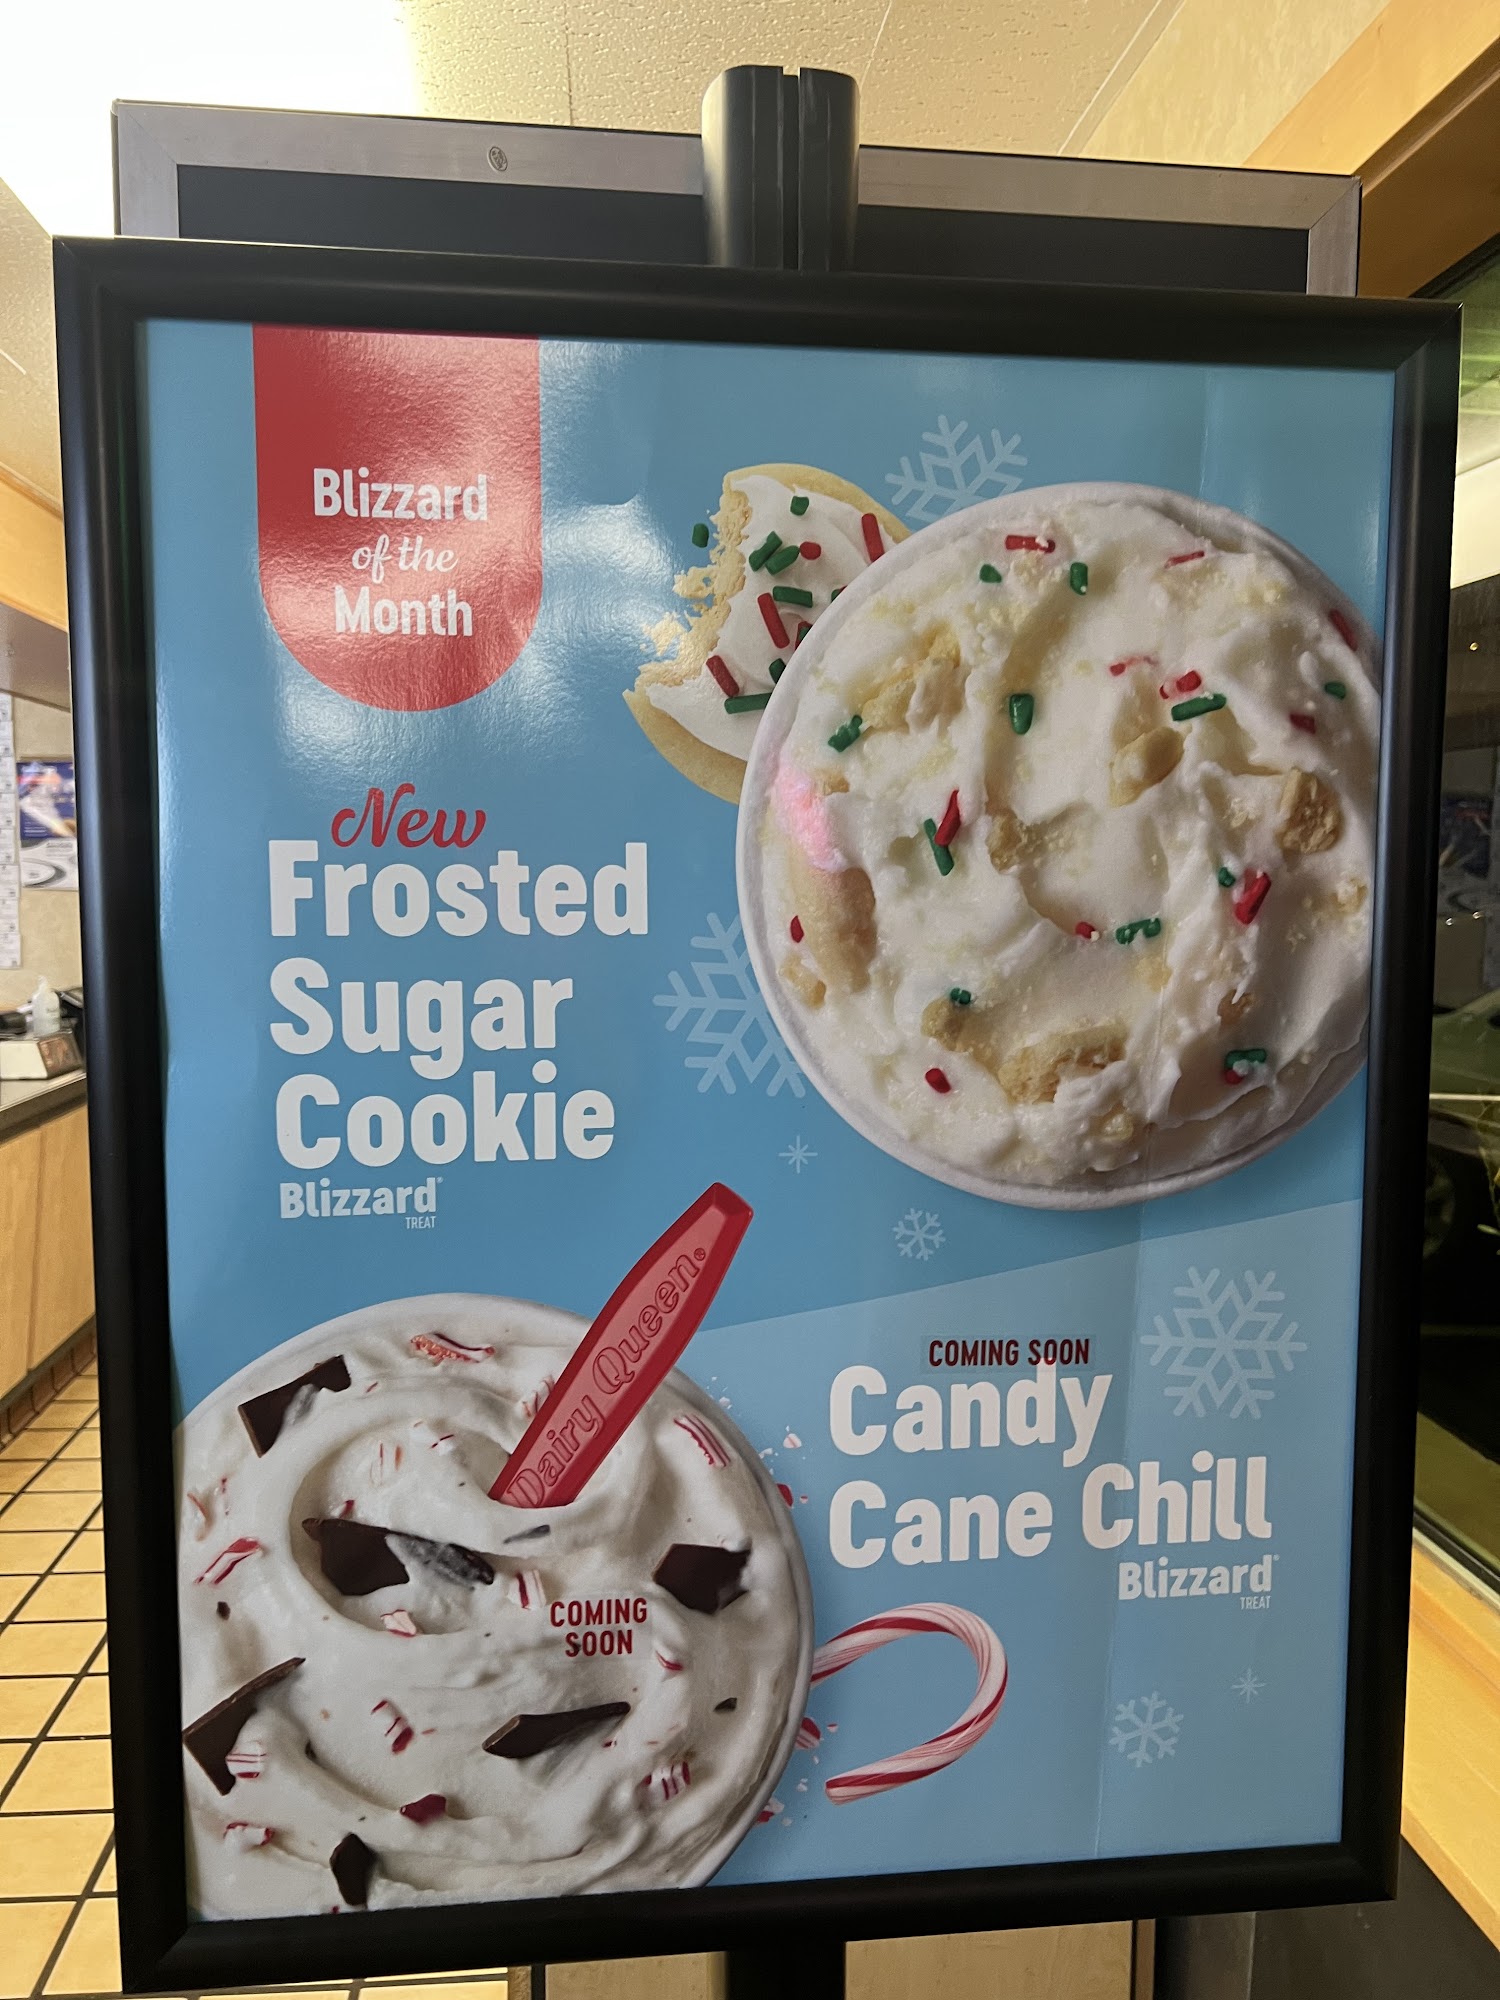 Blizzard
of the
Month
New
Frosted
Sugar
Cookie
Blizzard®
TREAT
Dairy Queen®
COMING SOON
Candy
Cane Chill
Blizzard®
TREAT
COMING
SOON